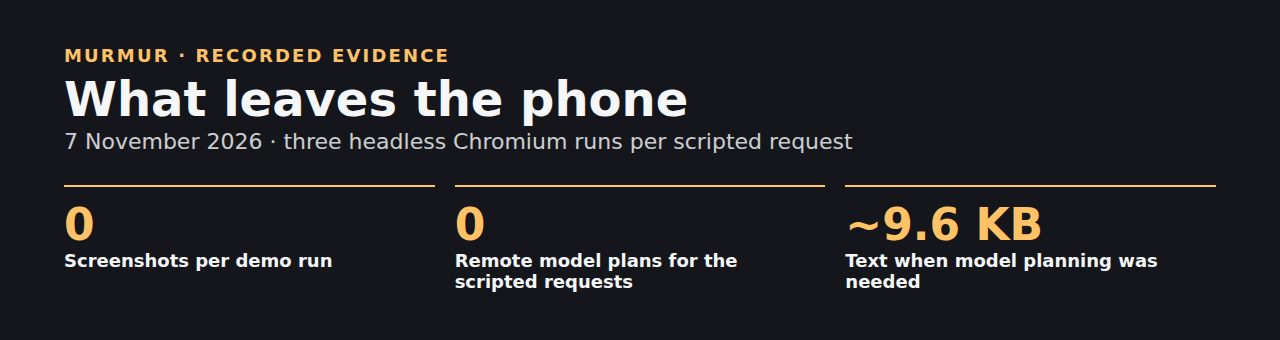 MURMUR · RECORDED EVIDENCE
What leaves the phone
7 November 2026 · three headless Chromium runs per scripted request
0
Screenshots per demo run
0
Remote model plans for the
scripted requests
~9.6 KB
Text when model planning was
needed